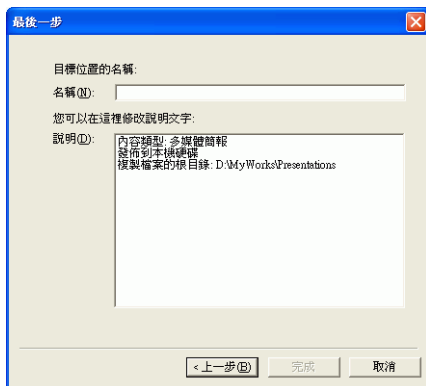 最後一步
目標位置的名稱:
名稱(N):
您可以在這裡修改說明文字:
說明(D):
內容類型: 多媒體簡報
發佈到本機硬碟
複製檔案的根目錄: D:\MyWorks\Presentations
<上一步(B)
完成
取消